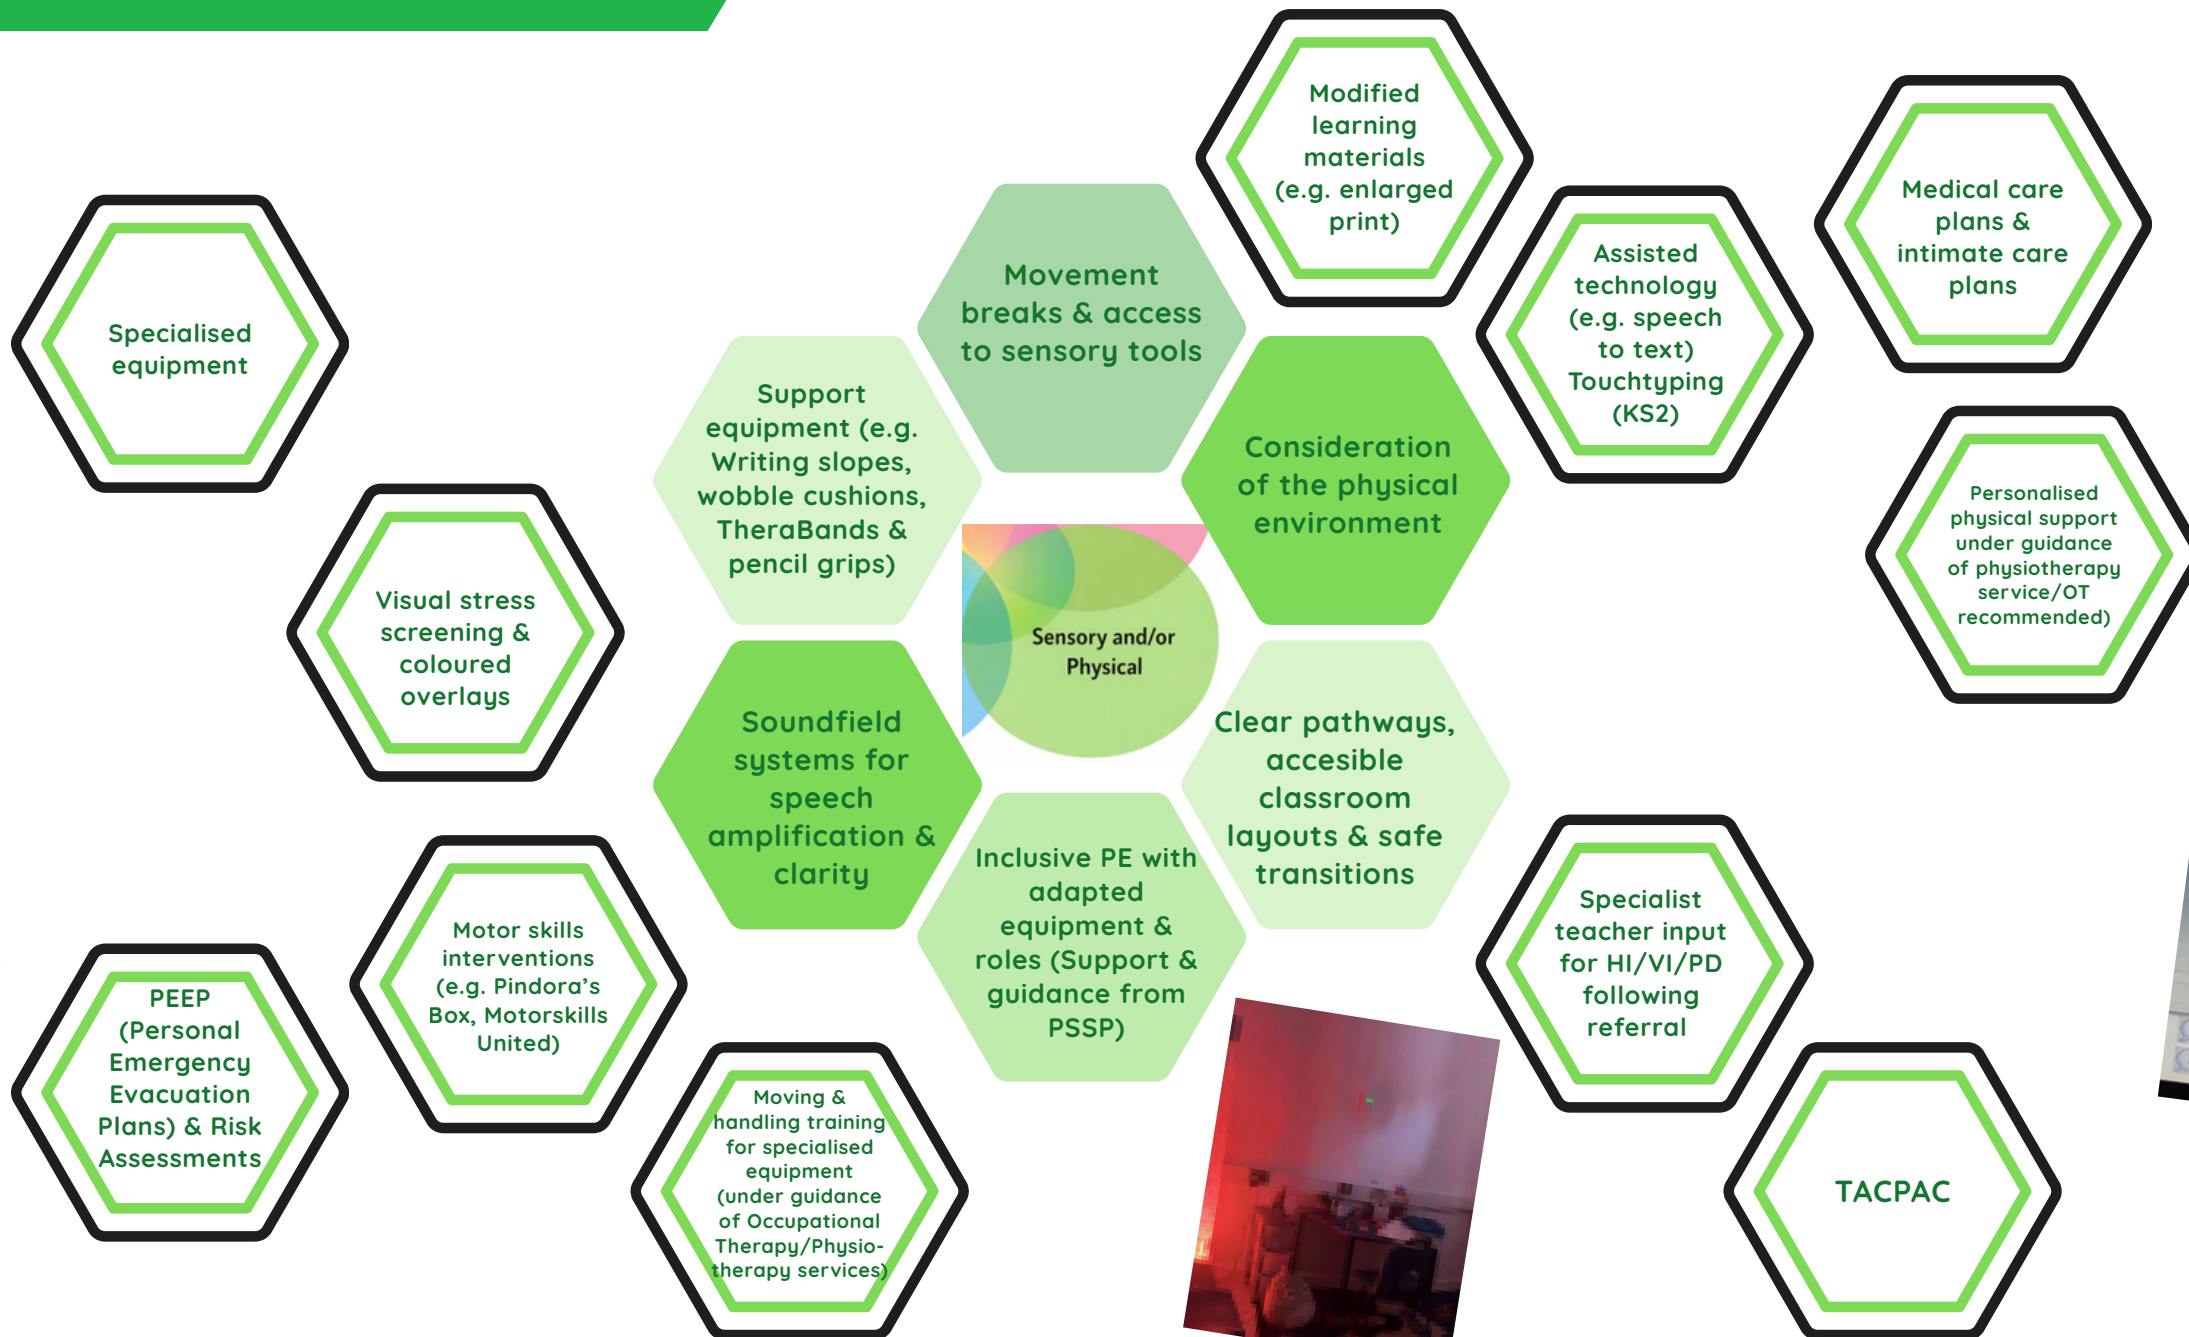 Modified
learning
materials
(e.g. enlarged
print)
Medical care
plans &
intimate care
plans
Specialised
equipment
Movement
breaks & access
to sensory tools
Assisted
technology
(e.g. speech
to text)
Touchtyping
(KS2)
Support
equipment (e.g.
Writing slopes,
wobble cushions,
TheraBands &
pencil grips)
Consideration
of the physical
environment
Personalised
physical support
under guidance
of physiotherapy
service/OT
recommended)
Visual stress
screening &
coloured
overlays
Sensory and/or
Physical
Soundfield
systems for
speech
amplification &
clarity
Clear pathways,
accesible
classroom
layouts & safe
transitions
Inclusive PE with
adapted
equipment &
roles (Support &
guidance from
PSSP)
Specialist
teacher input
for HI/VI/PD
following
referral
Motor skills
interventions
(e.g. Pindora’s
Box, Motorskills
United)
PEEP
(Personal
Emergency
Evacuation
Plans) & Risk
Assessments
Moving &
handling training
for specialised
equipment
(under guidance
of Occupational
Therapy/Physio-
therapy services)
TACPAC